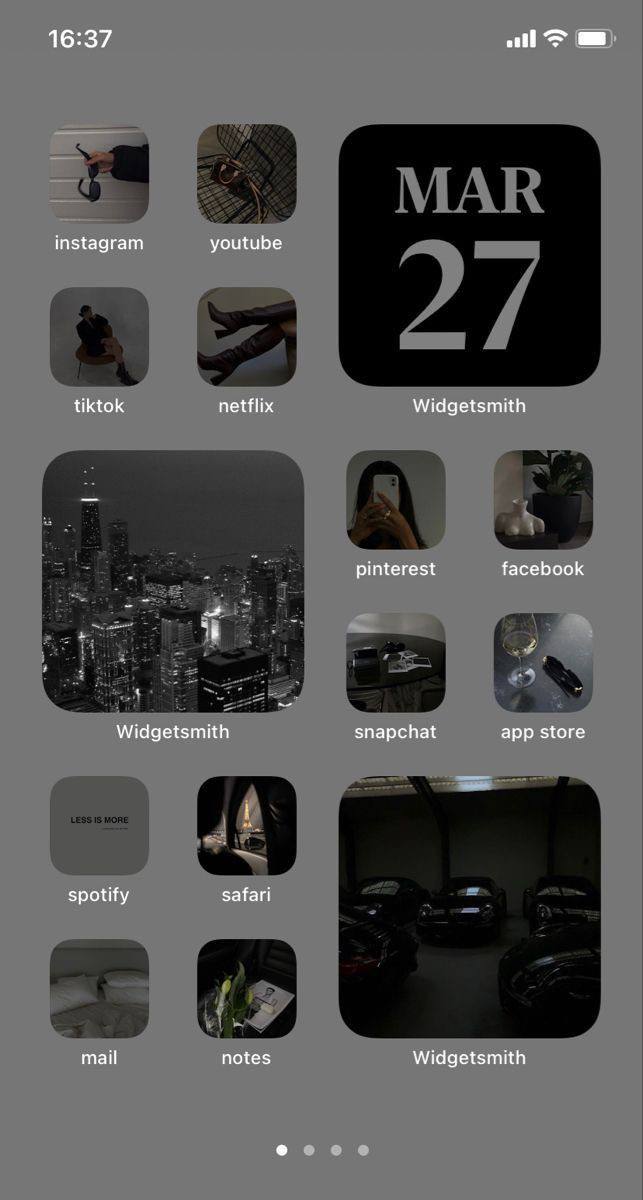 16:37
MAR
27
instagram
youtube
tiktok
netflix
Widgetsmith
pinterest
facebook
snapchat
app store
Widgetsmith
LESS IS MORE
spotify
safari
mail
notes
Widgetsmith